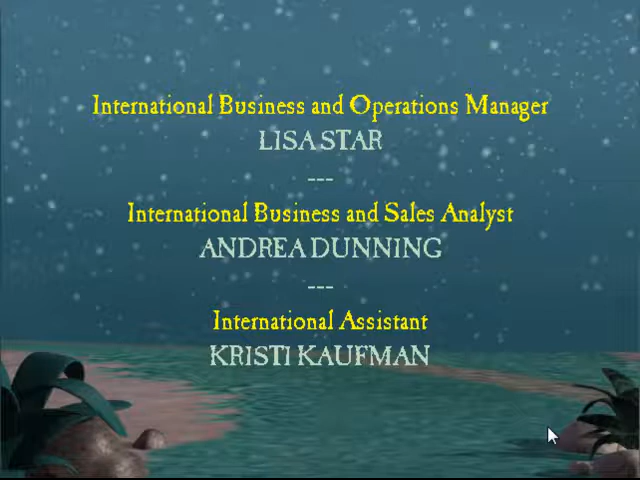 International Business and Operations Manager
LISA STAR
---
International Business and Sales Analyst
ANDREA DUNNING
---
International Assistant
KRISTI KAUFMAN